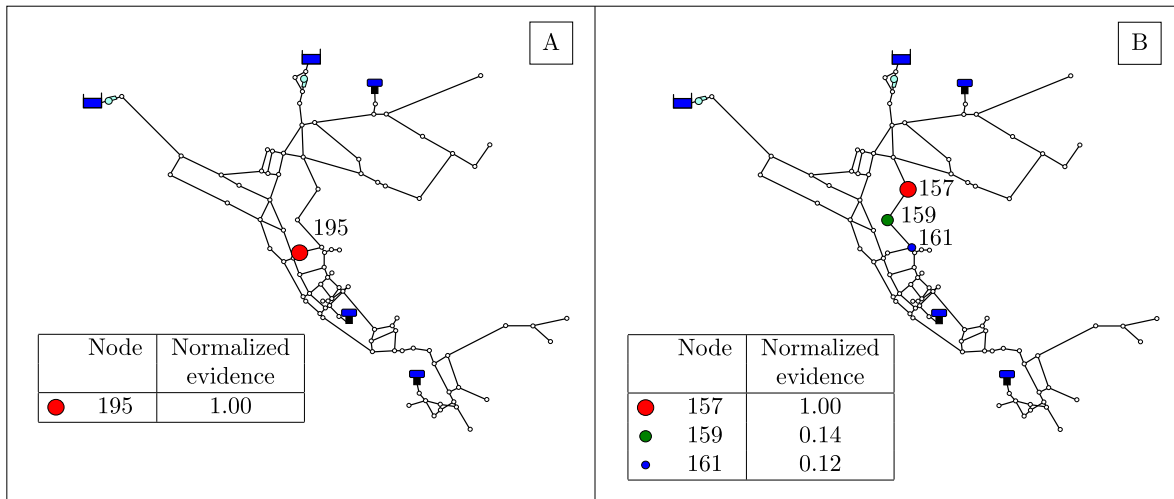 A
195
Node Normalized
evidence
195 1.00
B
157
159
161
Node Normalized
evidence
157 1.00
159 0.14
161 0.12